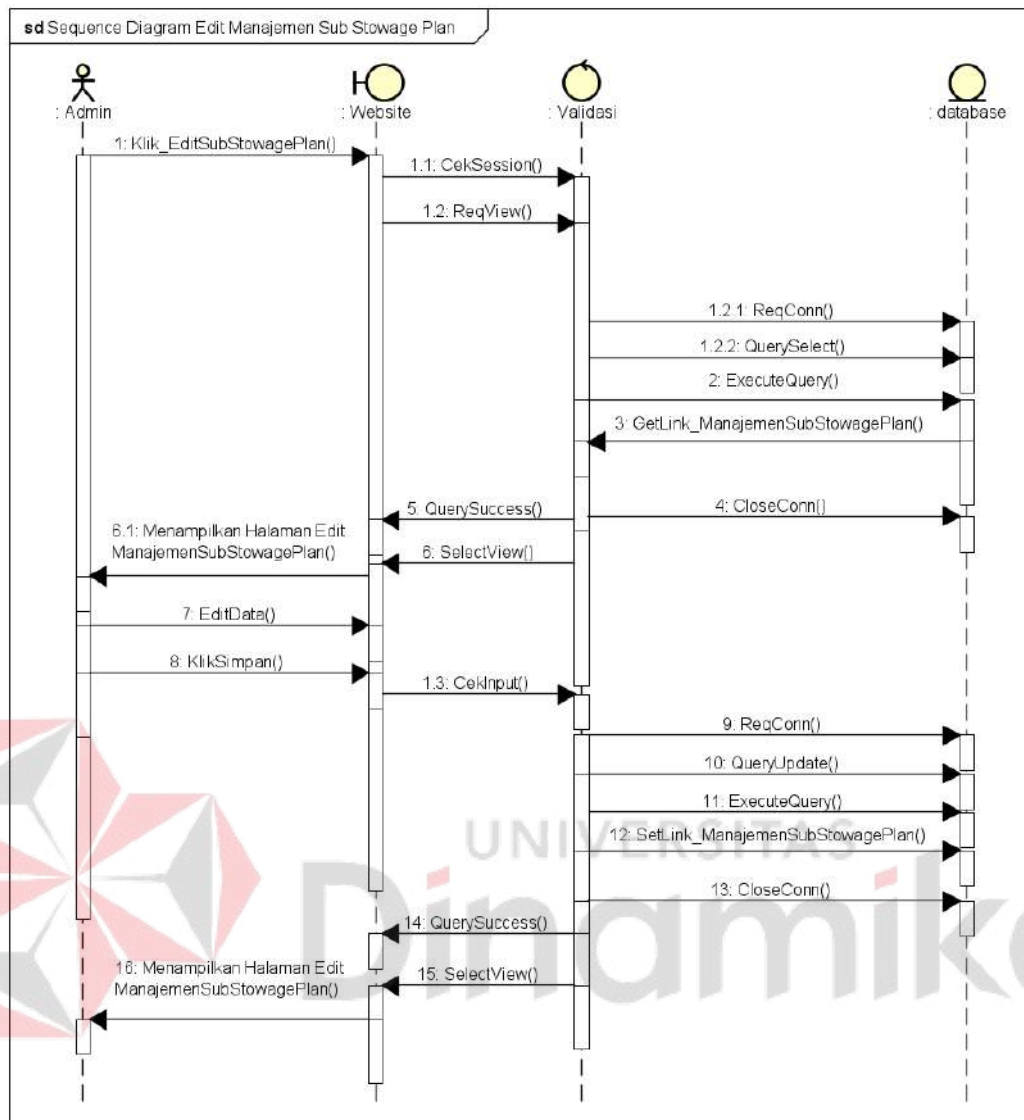 sd Sequence Diagram Edit Manajemen Sub Stowage Plan
: Admin
: Website
: Validasi
: database
1: Klik_EditSubStowagePlan()
1.1: CekSession()
1.2: ReqView()
1.2.1: ReqConn()
1.2.2: QuerySelect()
2: ExecuteQuery()
3: GetLink_ManajemenSubStowagePlan()
4: CloseConn()
5: QuerySuccess()
6: SelectView()
6.1: Menampilkan Halaman Edit
ManajemenSubStowagePlan()
7: EditData()
8: KlikSimpan()
1.3: CekInput()
9: ReqConn()
10: QueryUpdate()
11: ExecuteQuery()
12: SetLink_ManajemenSubStowagePlan()
13: CloseConn()
14: QuerySuccess()
15: SelectView()
16: Menampilkan Halaman Edit
ManajemenSubStowagePlan()
UNIVERSITAS
Dinamika